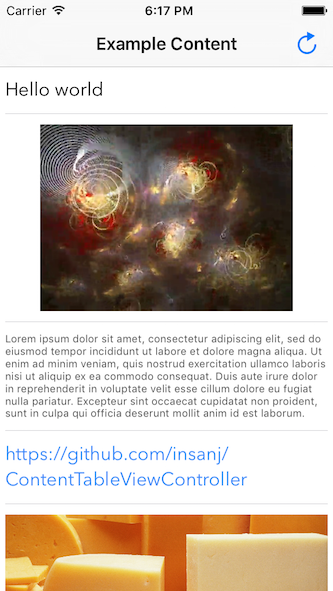 Carrier 6:17 PM
Example Content
Hello world
Lorem ipsum dolor sit amet, consectetur adipiscing elit, sed do
eiusmod tempor incididunt ut labore et dolore magna aliqua. Ut
enim ad minim veniam, quis nostrud exercitation ullamco laboris
nisi ut aliquip ex ea commodo consequat. Duis aute irure dolor
in reprehenderit in voluptate velit esse cillum dolore eu fugiat
nulla pariatur. Excepteur sint occaecat cupidatat non proident,
sunt in culpa qui officia deserunt mollit anim id est laborum.
https://github.com/insanj/
ContentTableViewController